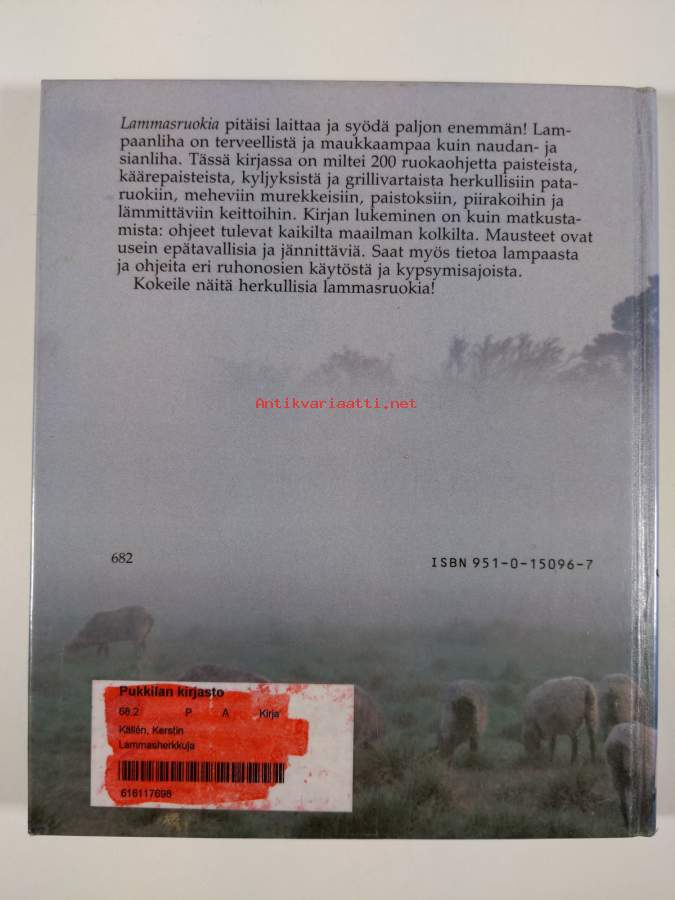 Lammasruokia pitäisi laittaa ja syödä paljon enemmän! Lam-
paanliha on terveellistä ja maukkaampaa kuin naudan- ja
sianliha. Tässä kirjassa on miltei 200 ruokaohjetta paisteista,
käärepaisteista, kyljyksistä ja grillivartaista herkullisiin pata-
ruokiin, meheviin murekkeisiin, paistoksiin, piirakoihin ja
lämmittäviin keittoihin. Kirjan lukeminen on kuin matkusta-
mista: ohjeet tulevat kaikilta maailman kolkilta. Mausteet ovat
usein epätavallisia ja jännittäviä. Saat myös tietoa lampaasta
ja ohjeita eri ruhonosien käytöstä ja kypsymisajoista.
Kokeile näitä herkullisia lammasruokia!
Antikvariaatti.net
682
ISBN 951-0-15096-7
Pukkilan kirjasto
68.2 P A Kirja
Källén, Kerstin
Lammasherkkuja
616117698